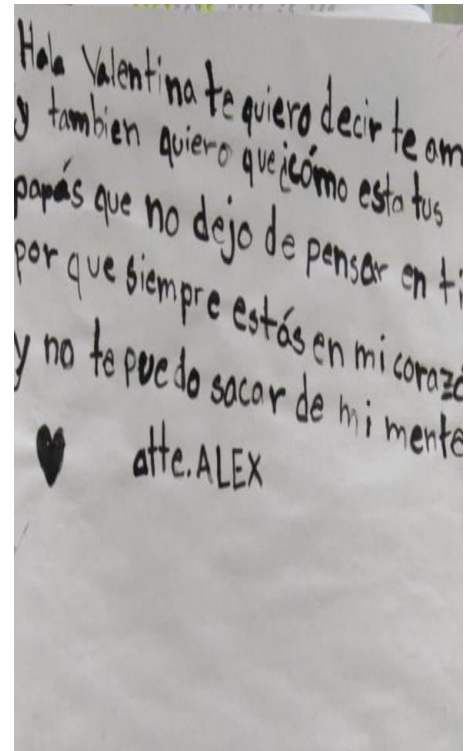 Hola Valentina te quiero decir te am
y tambien quiero que ¿cómo esta tus
papás que no dejo de pensar en ti
por que siempre estás en mi corazó
y no te puedo sacar de mi mente
♥ atte. ALEX